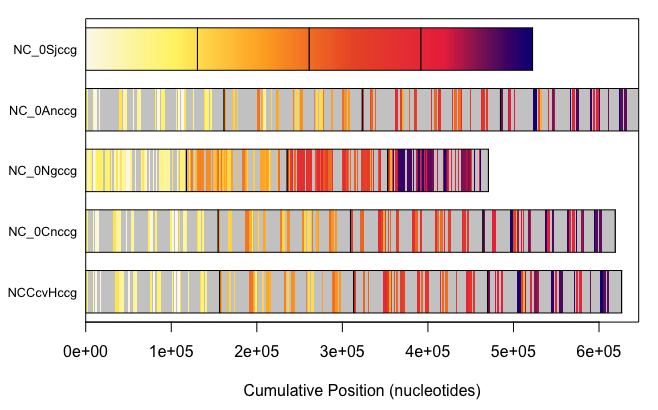 NC_0Sjccg
NC_0Anccg
NC_0Ngccg
NC_0Cnccg
NCCcvHccg
0e+00 1e+05 2e+05 3e+05 4e+05 5e+05 6e+05
Cumulative Position (nucleotides)